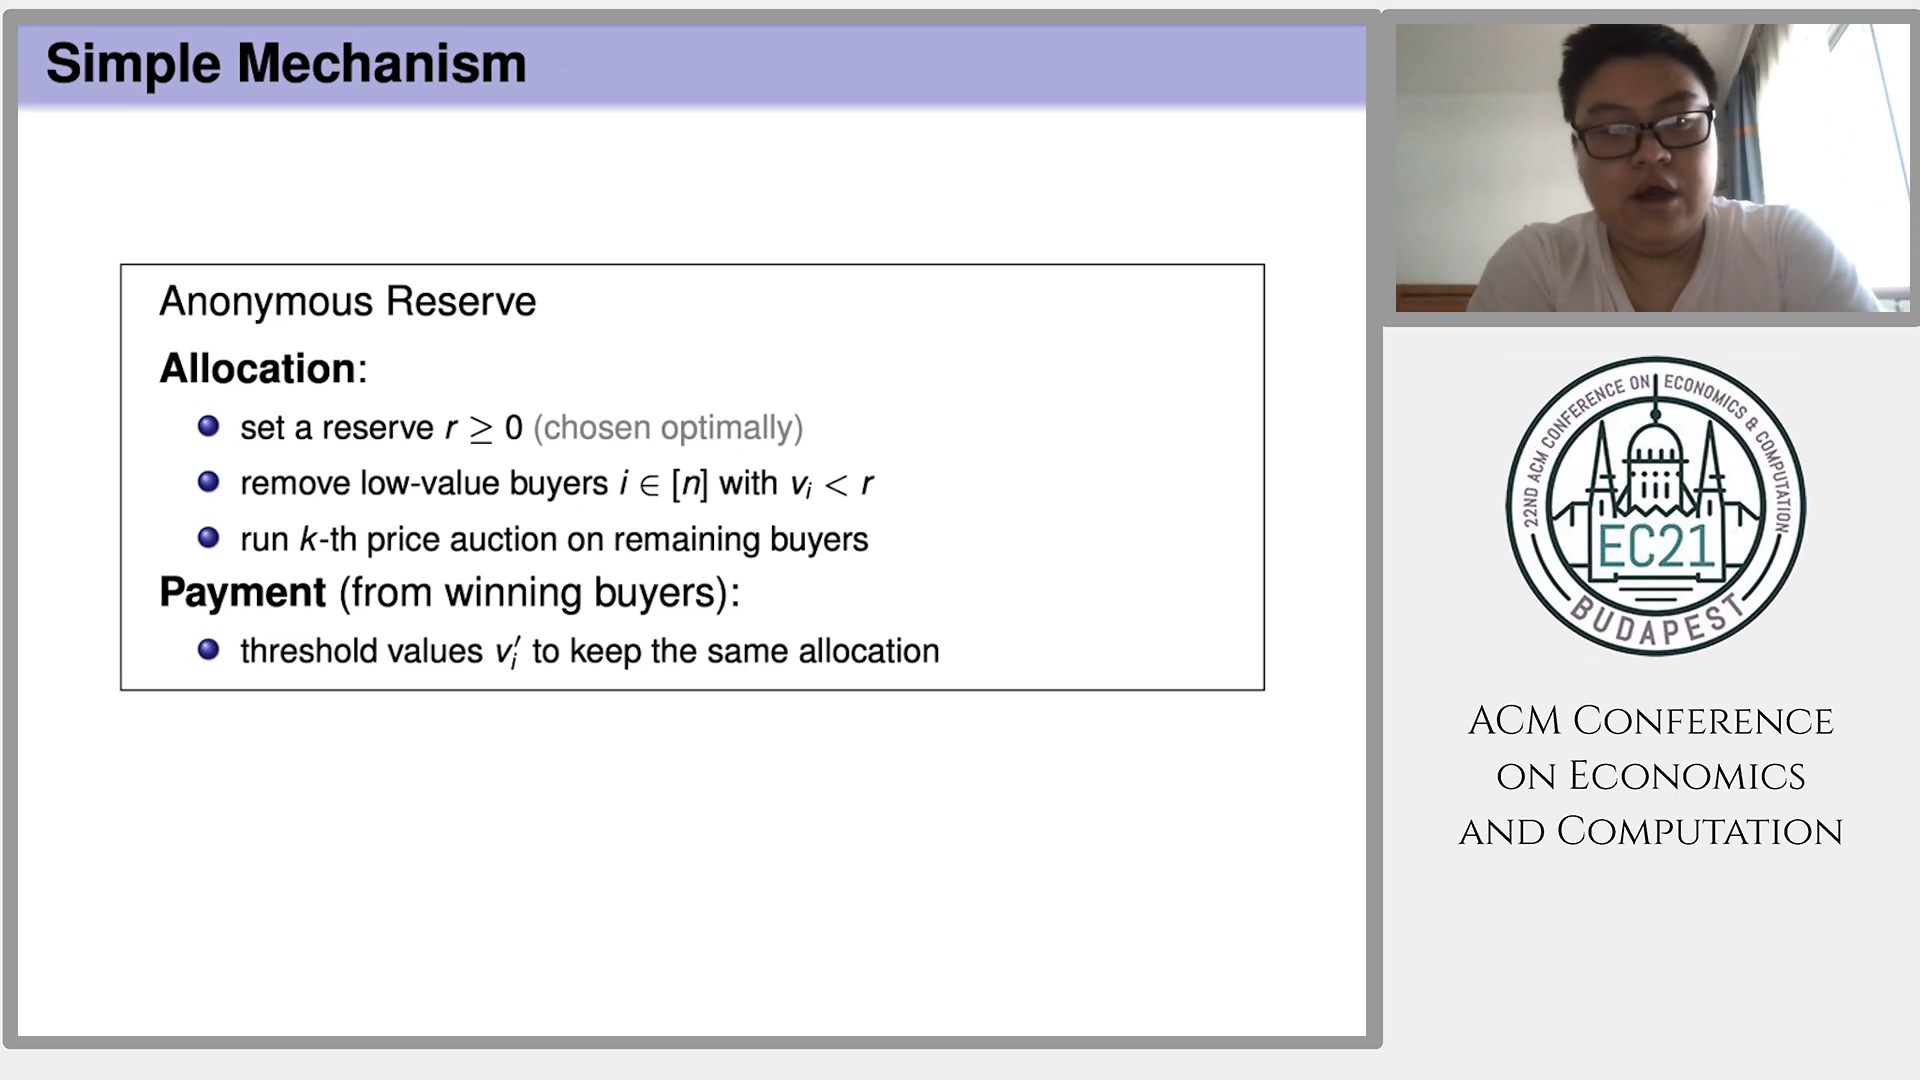 Simple Mechanism
Anonymous Reserve
Allocation:
set a reserve r ≥ 0 (chosen optimally)
remove low-value buyers i ∈ [n] with vᵢ < r
run k-th price auction on remaining buyers
Payment (from winning buyers):
threshold values vᵢ′ to keep the same allocation
22ND ACM CONFERENCE ON ECONOMICS & COMPUTATION
EC21
BUDAPEST
ACM CONFERENCE
ON ECONOMICS
AND COMPUTATION